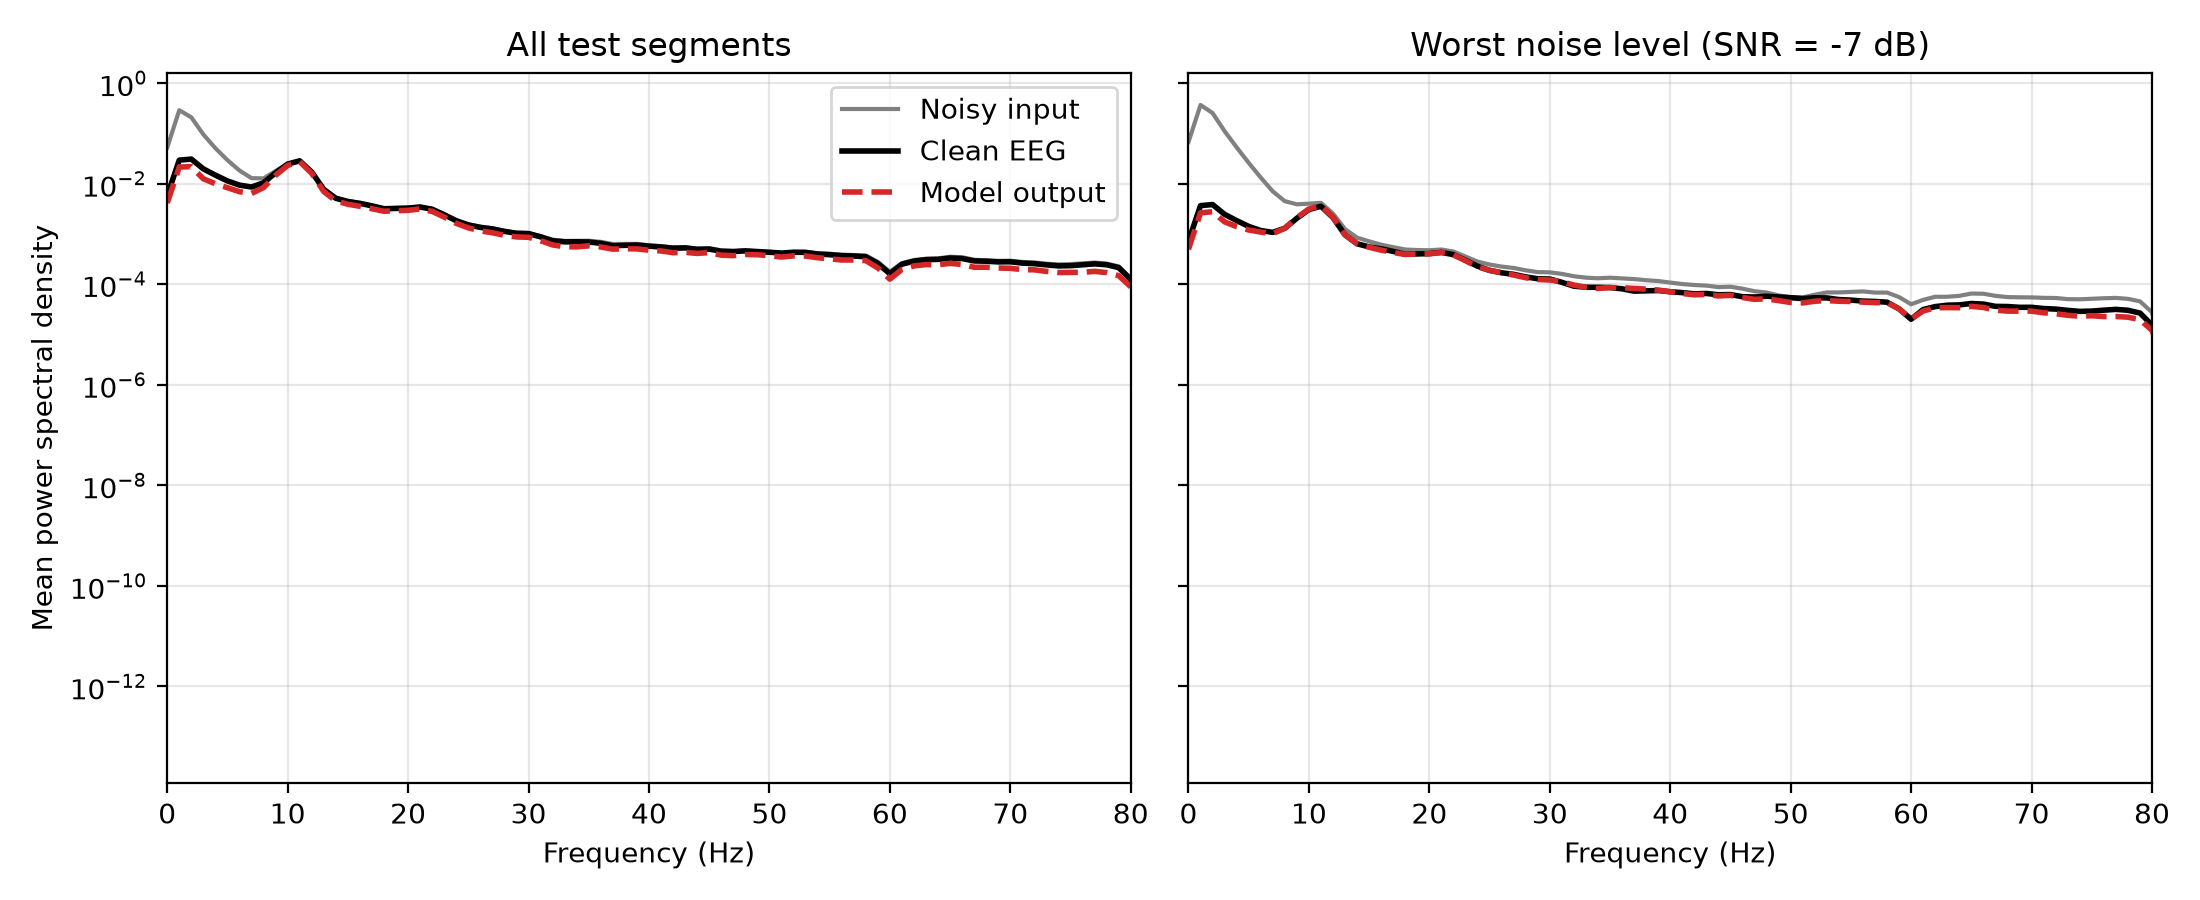 All test segments
Worst noise level (SNR = -7 dB)
Mean power spectral density
10⁰
10⁻²
10⁻⁴
10⁻⁶
10⁻⁸
10⁻¹⁰
10⁻¹²
Noisy input
Clean EEG
Model output
0 10 20 30 40 50 60 70 80
0 10 20 30 40 50 60 70 80
Frequency (Hz)
Frequency (Hz)